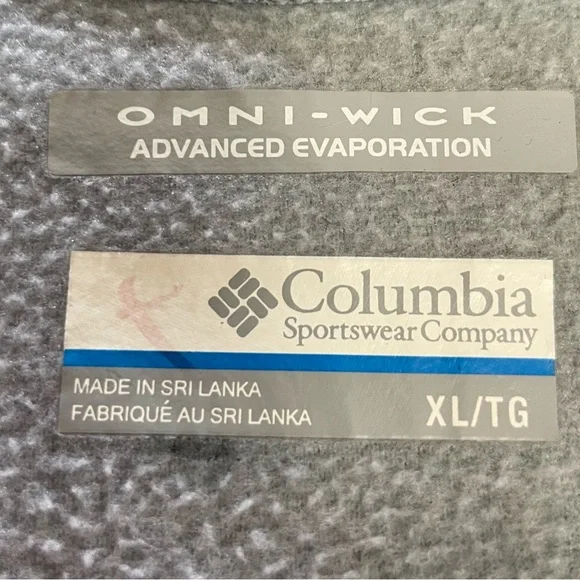 OMNI-WICK
ADVANCED EVAPORATION
Columbia
Sportswear Company
MADE IN SRI LANKA
FABRIQUÉ AU SRI LANKA
XL/TG